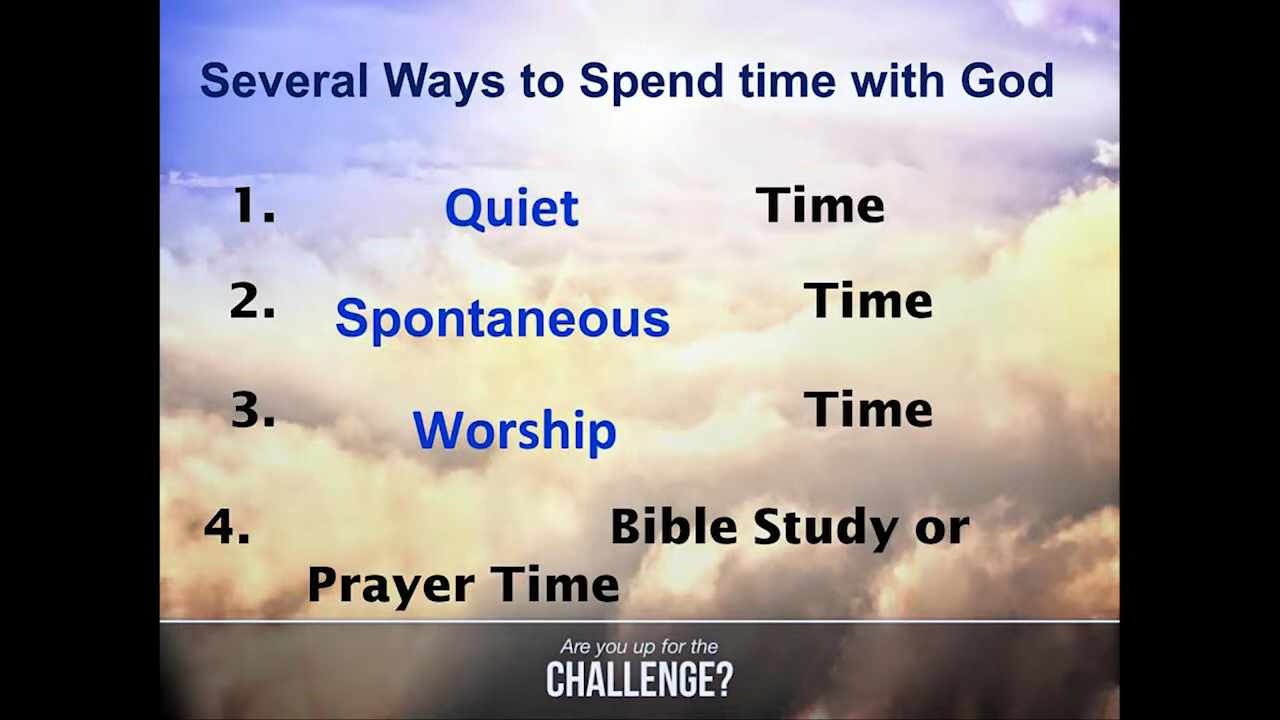 Several Ways to Spend time with God
1. Quiet Time
2. Spontaneous Time
3. Worship Time
4. Bible Study or
Prayer Time
Are you up for the
CHALLENGE?